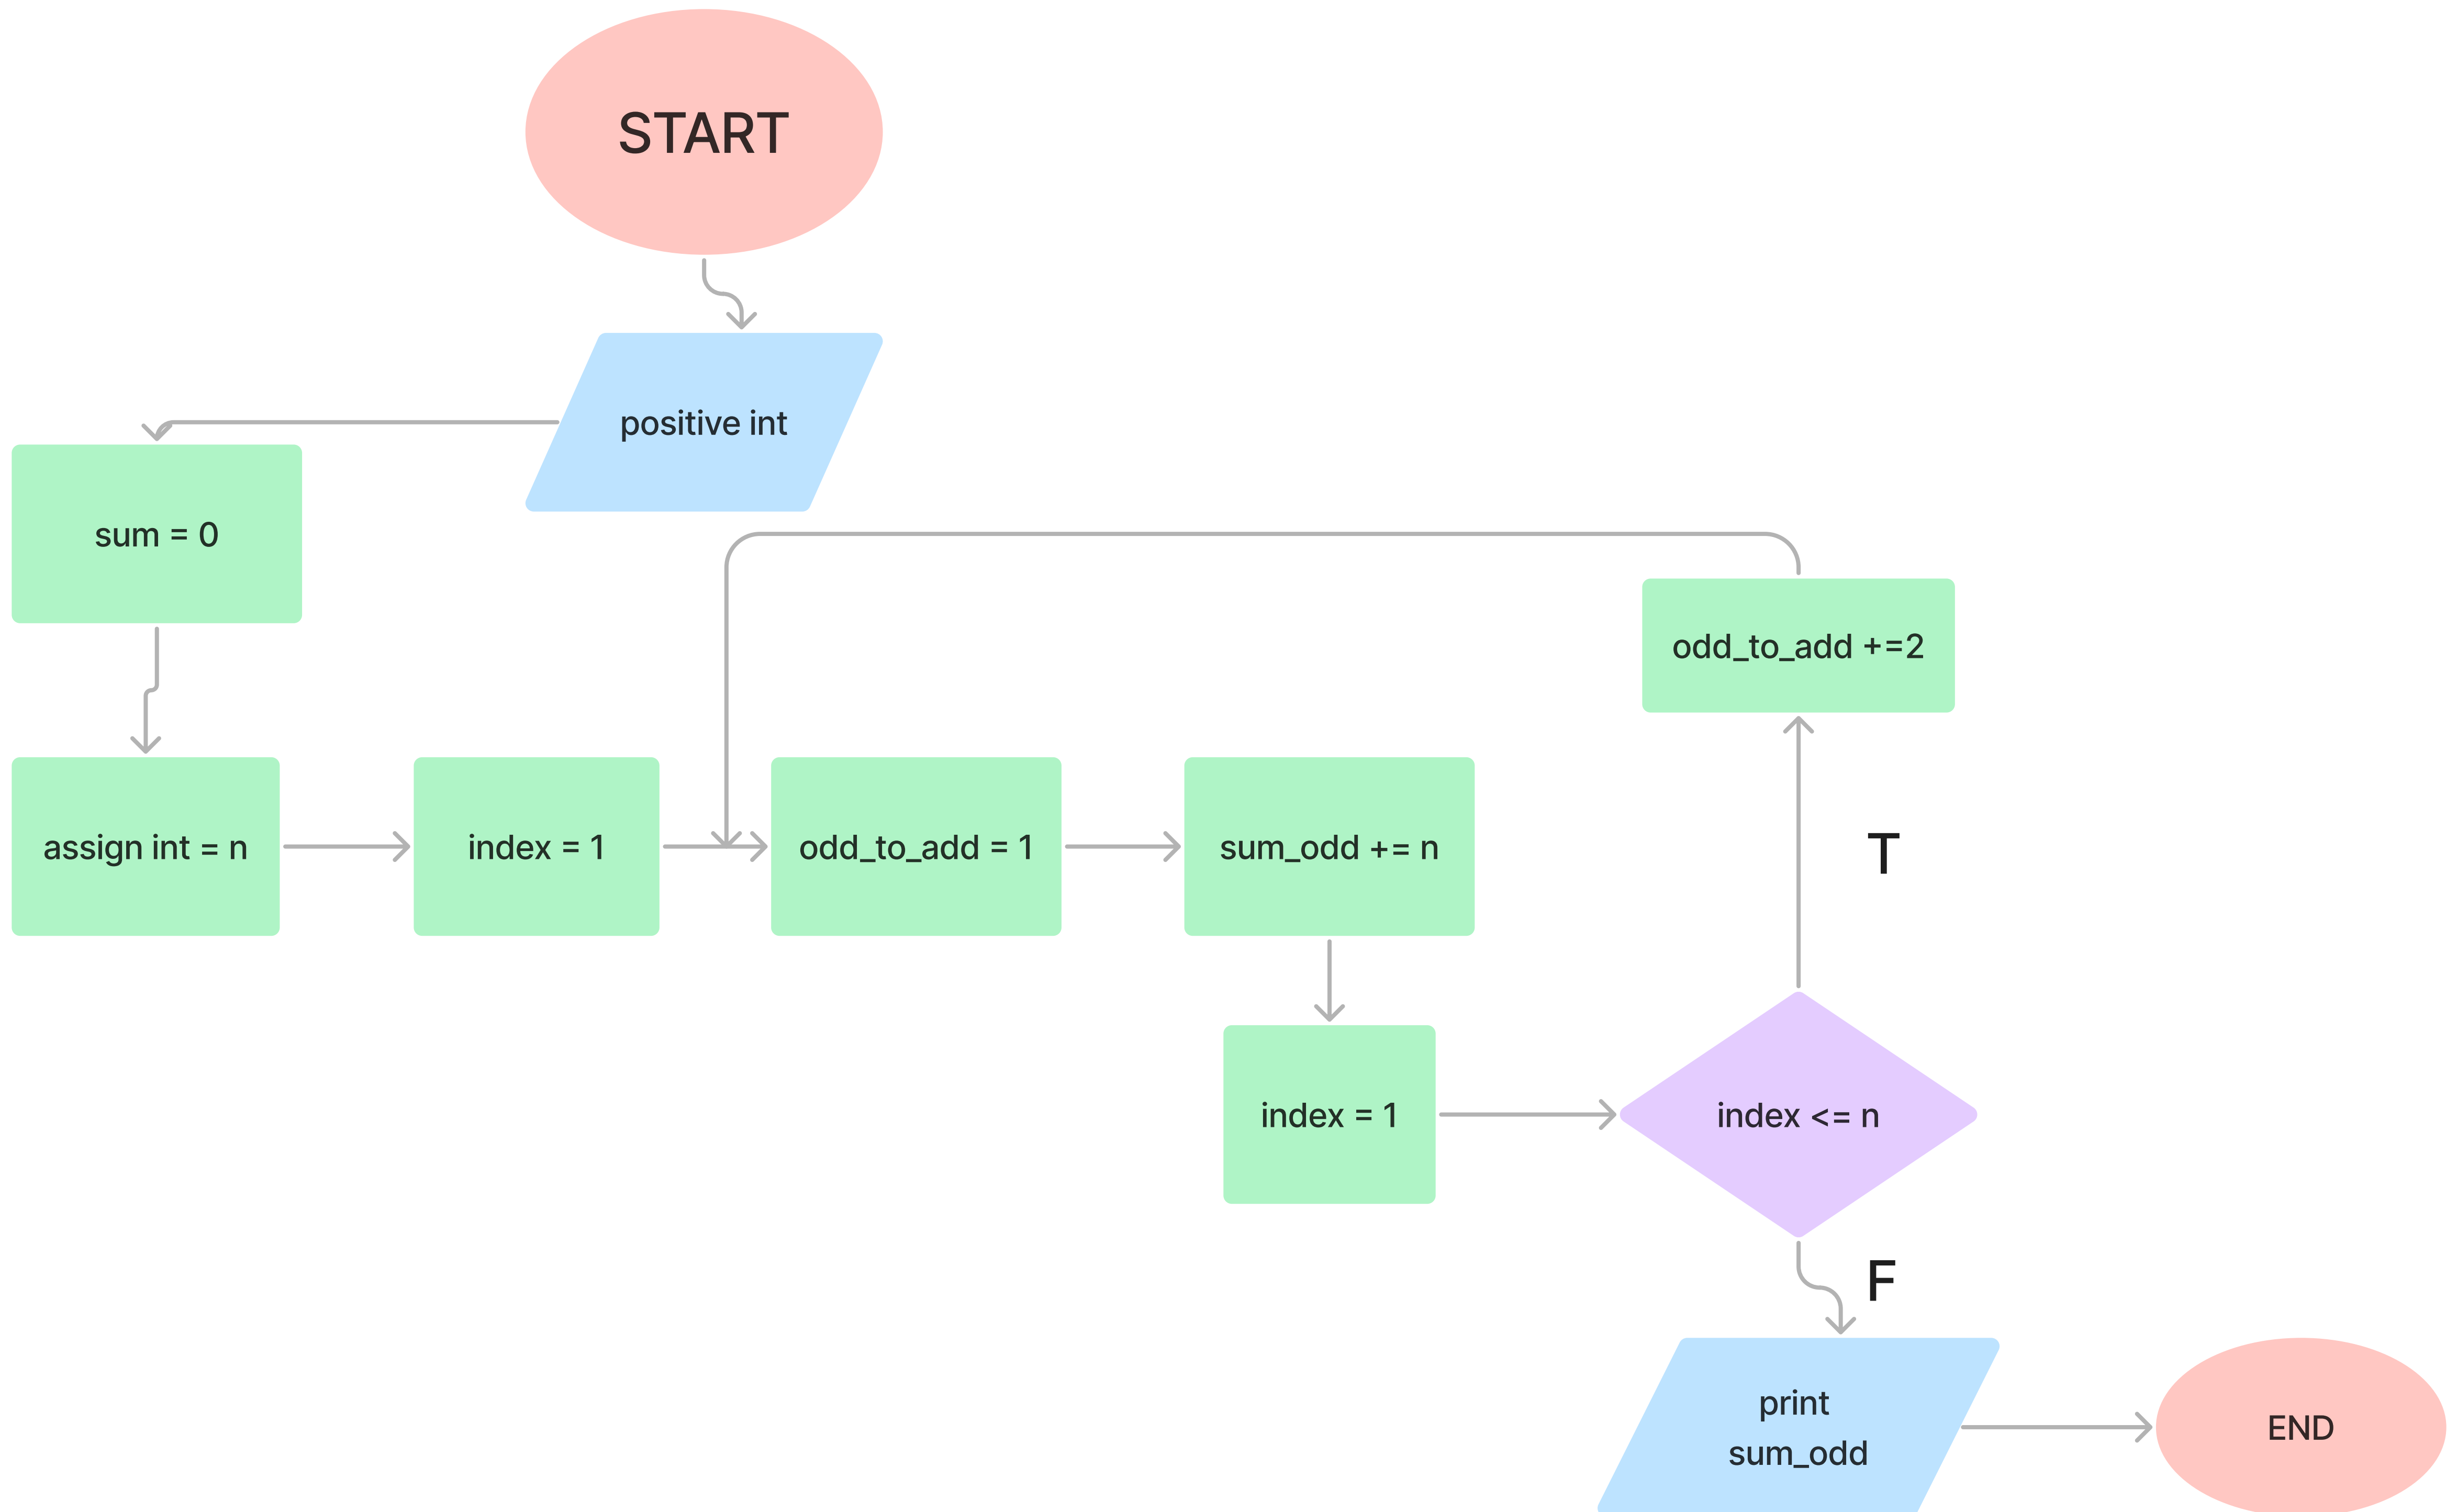 START
positive int
sum = 0
odd_to_add +=2
assign int = n
index = 1
odd_to_add = 1
sum_odd += n
T
index = 1
index <= n
F
print
sum_odd
END